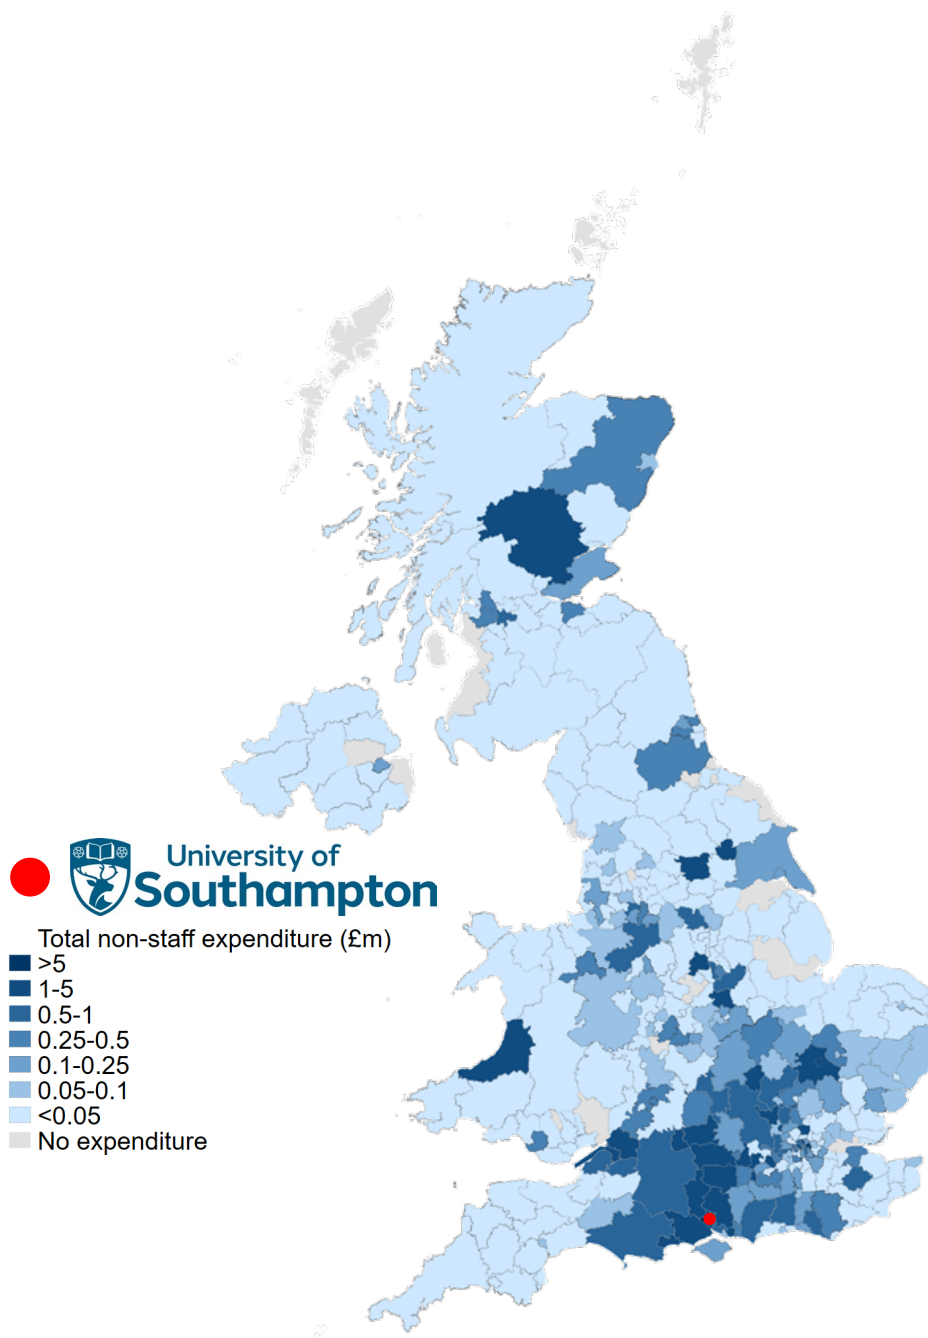 University of
Southampton
Total non-staff expenditure (£m)
>5
1-5
0.5-1
0.25-0.5
0.1-0.25
0.05-0.1
<0.05
No expenditure